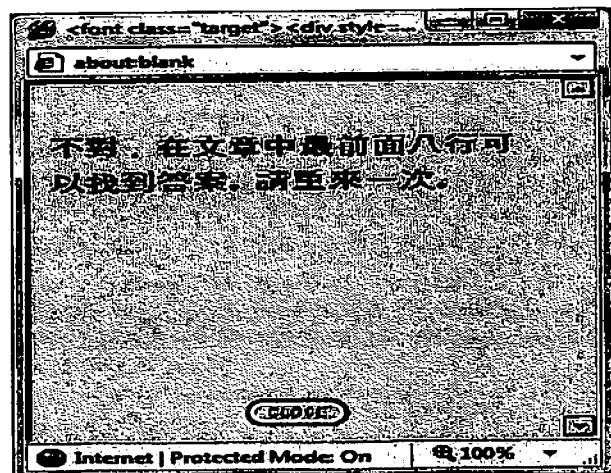 <font class="target"> <div style=...
about:blank
不對，在文章中最前面八行可
以找到答案。請重來一次。
CLOSE
Internet | Protected Mode: On 100%